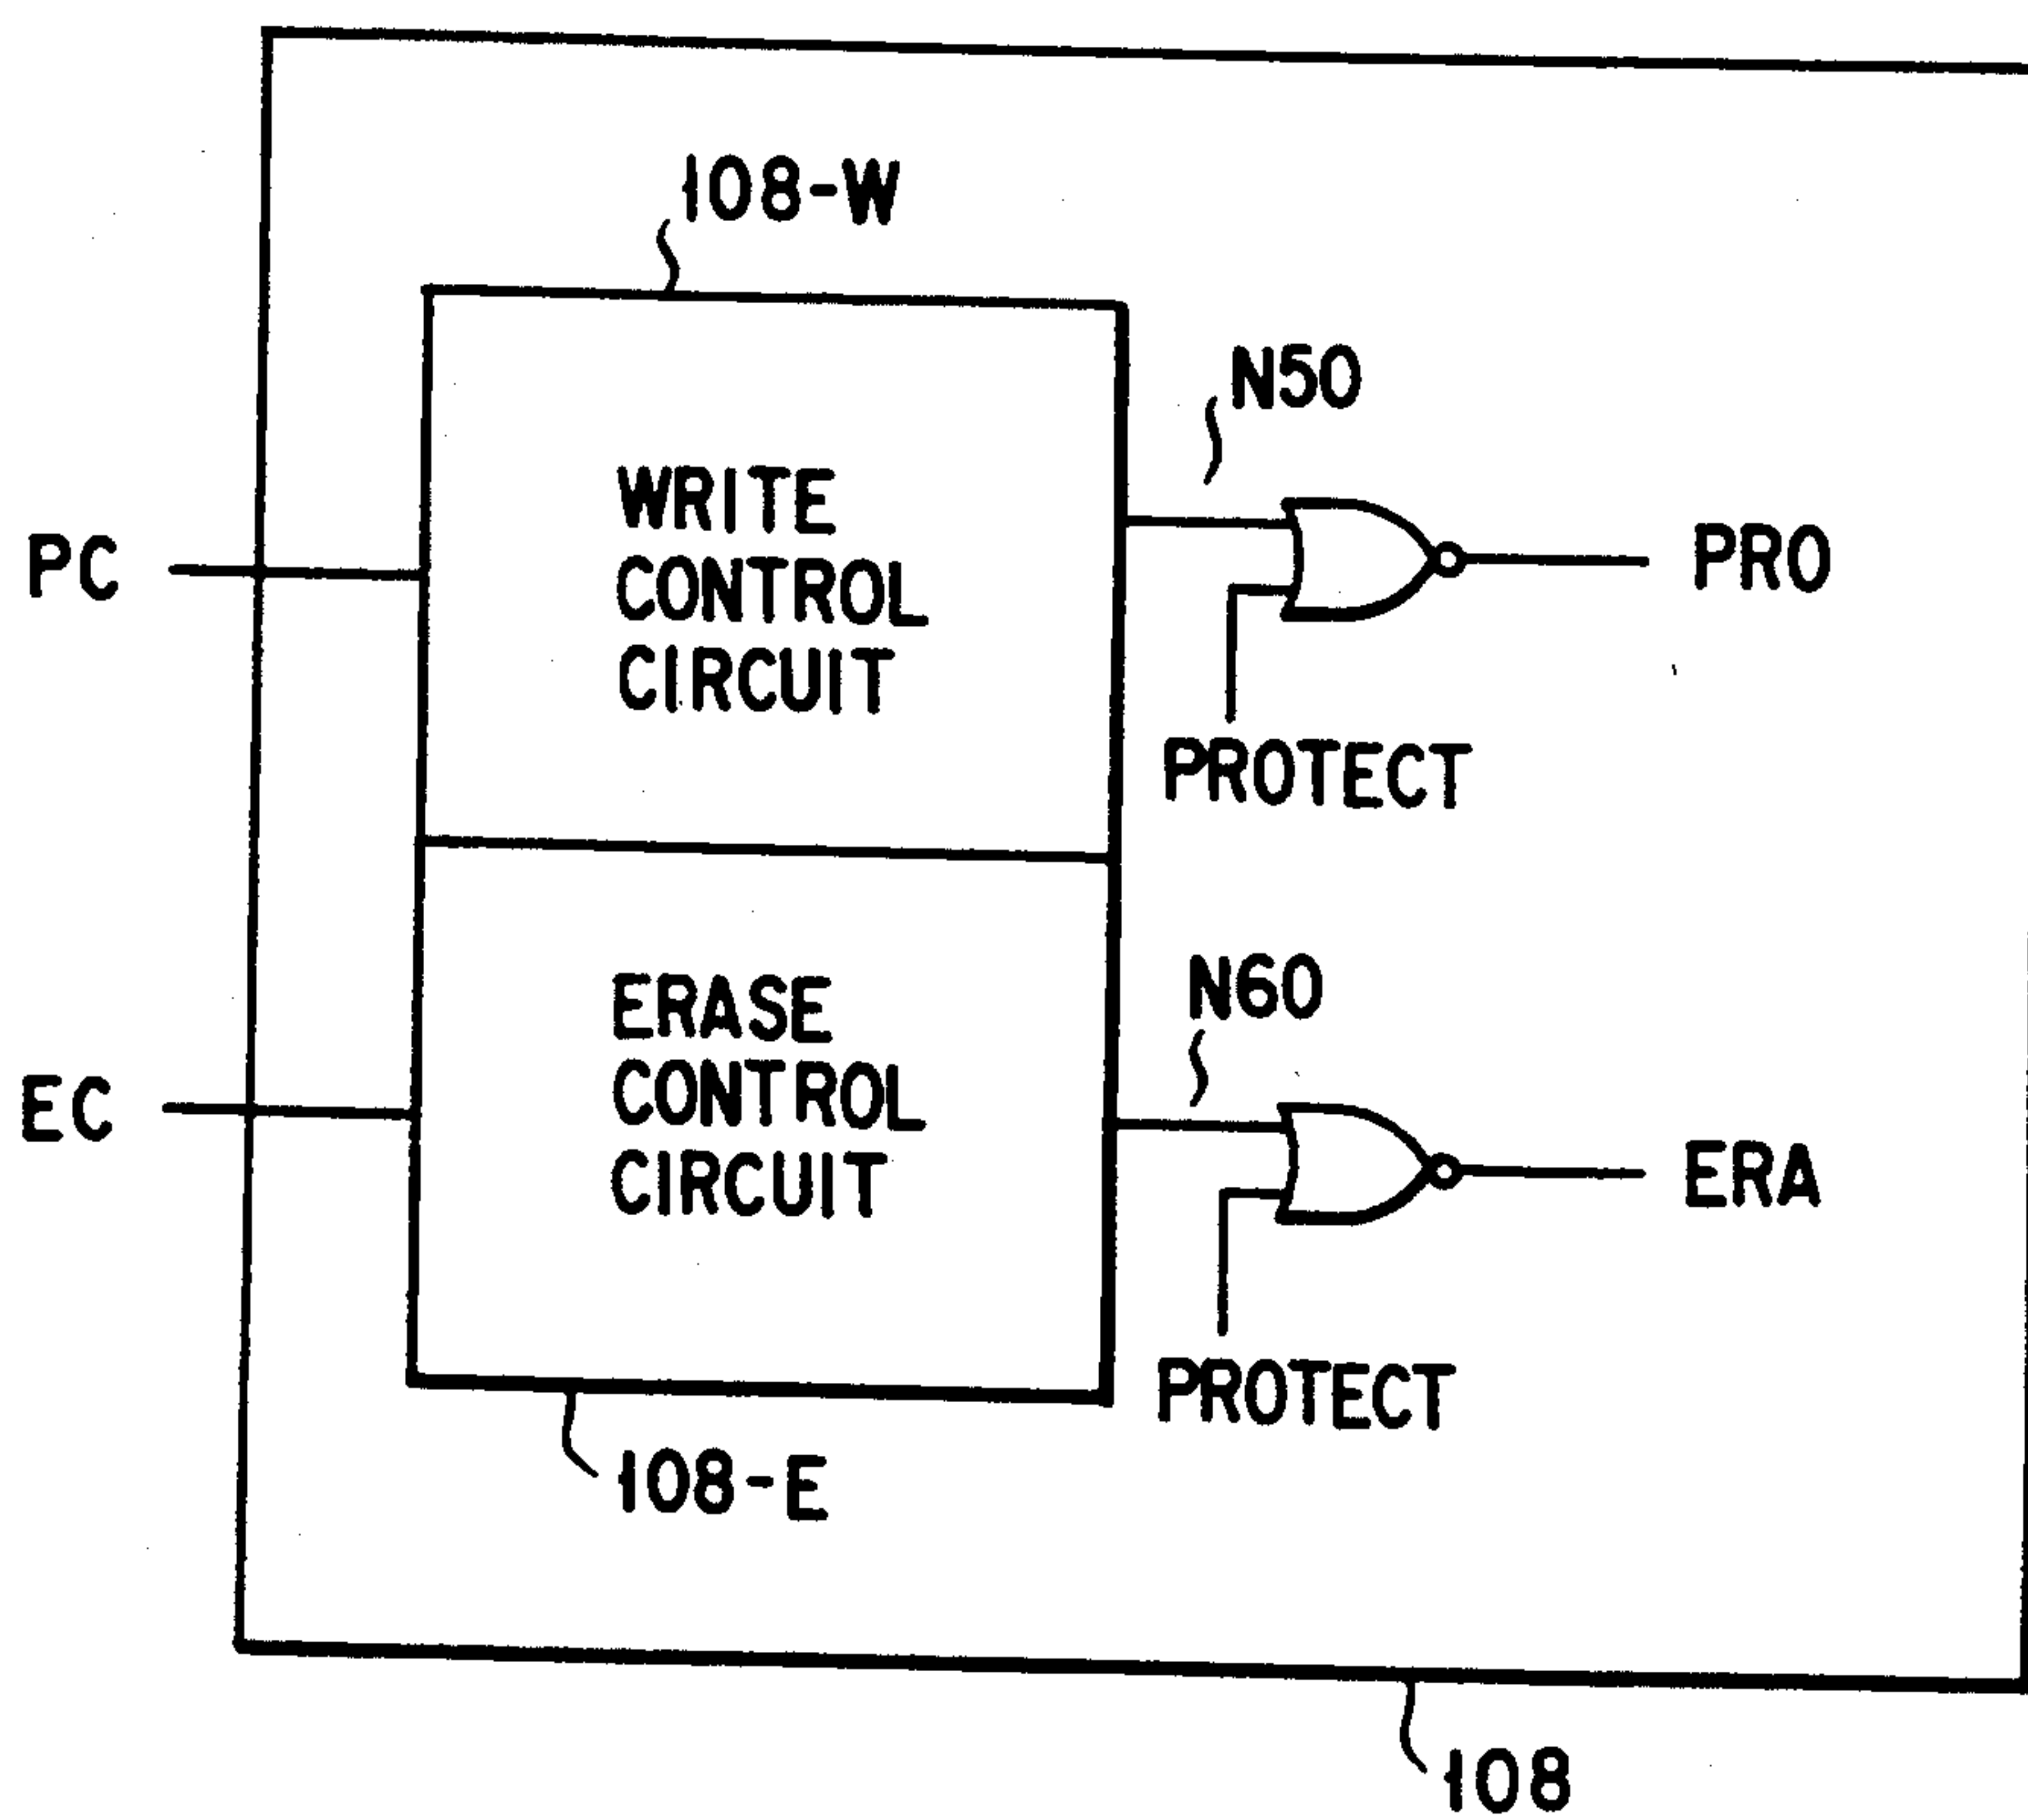 108-W
N50
WRITE
CONTROL
CIRCUIT
PC
PRO
PROTECT
N60
ERASE
CONTROL
CIRCUIT
EC
ERA
PROTECT
108-E
108